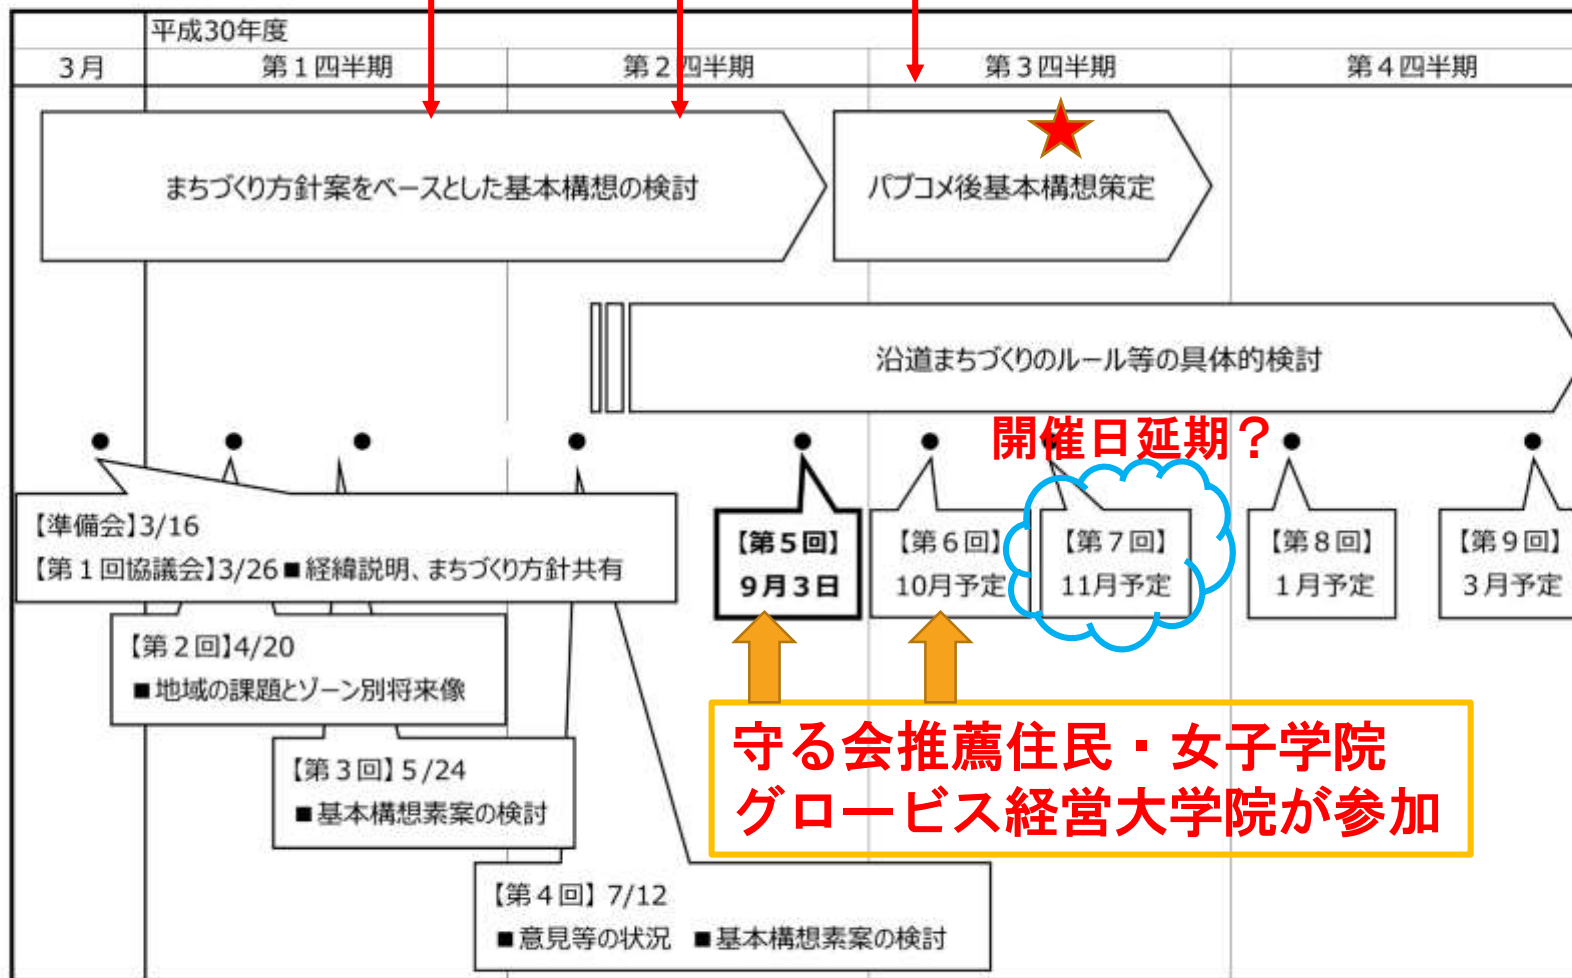 平成30年度
3月
第1四半期
第2四半期
第3四半期
第4四半期
まちづくり方針案をベースとした基本構想の検討
パブコメ後基本構想策定
沿道まちづくりのルール等の具体的検討
開催日延期？
【準備会】3/16
【第1回協議会】3/26■経緯説明、まちづくり方針共有
【第5回】
9月3日
【第6回】
10月予定
【第7回】
11月予定
【第8回】
1月予定
【第9回】
3月予定
【第2回】4/20
■地域の課題とゾーン別将来像
【第3回】5/24
■基本構想素案の検討
守る会推薦住民・女子学院
グロービス経営大学院が参加
【第4回】7/12
■意見等の状況 ■基本構想素案の検討